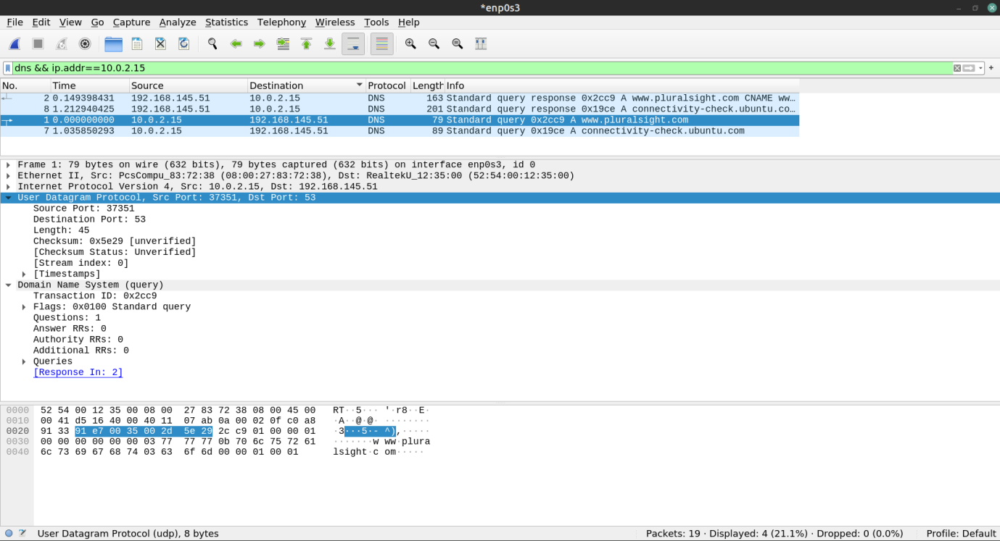 *enp0s3
File Edit View Go Capture Analyze Statistics Telephony Wireless Tools Help
dns && ip.addr==10.0.2.15
No. Time Source Destination Protocol Length Info
2 0.149398431 192.168.145.51 10.0.2.15 DNS 163 Standard query response 0x2cc9 A www.pluralsight.com CNAME ww…
8 1.212940425 192.168.145.51 10.0.2.15 DNS 201 Standard query response 0x19ce A connectivity-check.ubuntu.co…
1 0.000000000 10.0.2.15 192.168.145.51 DNS 79 Standard query 0x2cc9 A www.pluralsight.com
7 1.035850293 10.0.2.15 192.168.145.51 DNS 89 Standard query 0x19ce A connectivity-check.ubuntu.com
Frame 1: 79 bytes on wire (632 bits), 79 bytes captured (632 bits) on interface enp0s3, id 0
Ethernet II, Src: PcsCompu_83:72:38 (08:00:27:83:72:38), Dst: RealtekU_12:35:00 (52:54:00:12:35:00)
Internet Protocol Version 4, Src: 10.0.2.15, Dst: 192.168.145.51
User Datagram Protocol, Src Port: 37351, Dst Port: 53
Source Port: 37351
Destination Port: 53
Length: 45
Checksum: 0x5e29 [unverified]
[Checksum Status: Unverified]
[Stream index: 0]
[Timestamps]
Domain Name System (query)
Transaction ID: 0x2cc9
Flags: 0x0100 Standard query
Questions: 1
Answer RRs: 0
Authority RRs: 0
Additional RRs: 0
Queries
[Response In: 2]
0000 52 54 00 12 35 00 08 00 27 83 72 38 08 00 45 00 RT··5··· '·r8··E·
0010 00 41 d5 16 40 00 40 11 07 ab 0a 00 02 0f c0 a8 ·A··@·@· ········
0020 91 33 91 e7 00 35 00 2d 5e 29 2c c9 01 00 00 01 ·3···5·- ^),·····
0030 00 00 00 00 00 00 03 77 77 77 0b 70 6c 75 72 61 ·······w ww·plura
0040 6c 73 69 67 68 74 03 63 6f 6d 00 00 01 00 01 lsight·c om·····
User Datagram Protocol (udp), 8 bytes Packets: 19 · Displayed: 4 (21.1%) · Dropped: 0 (0.0%) Profile: Default